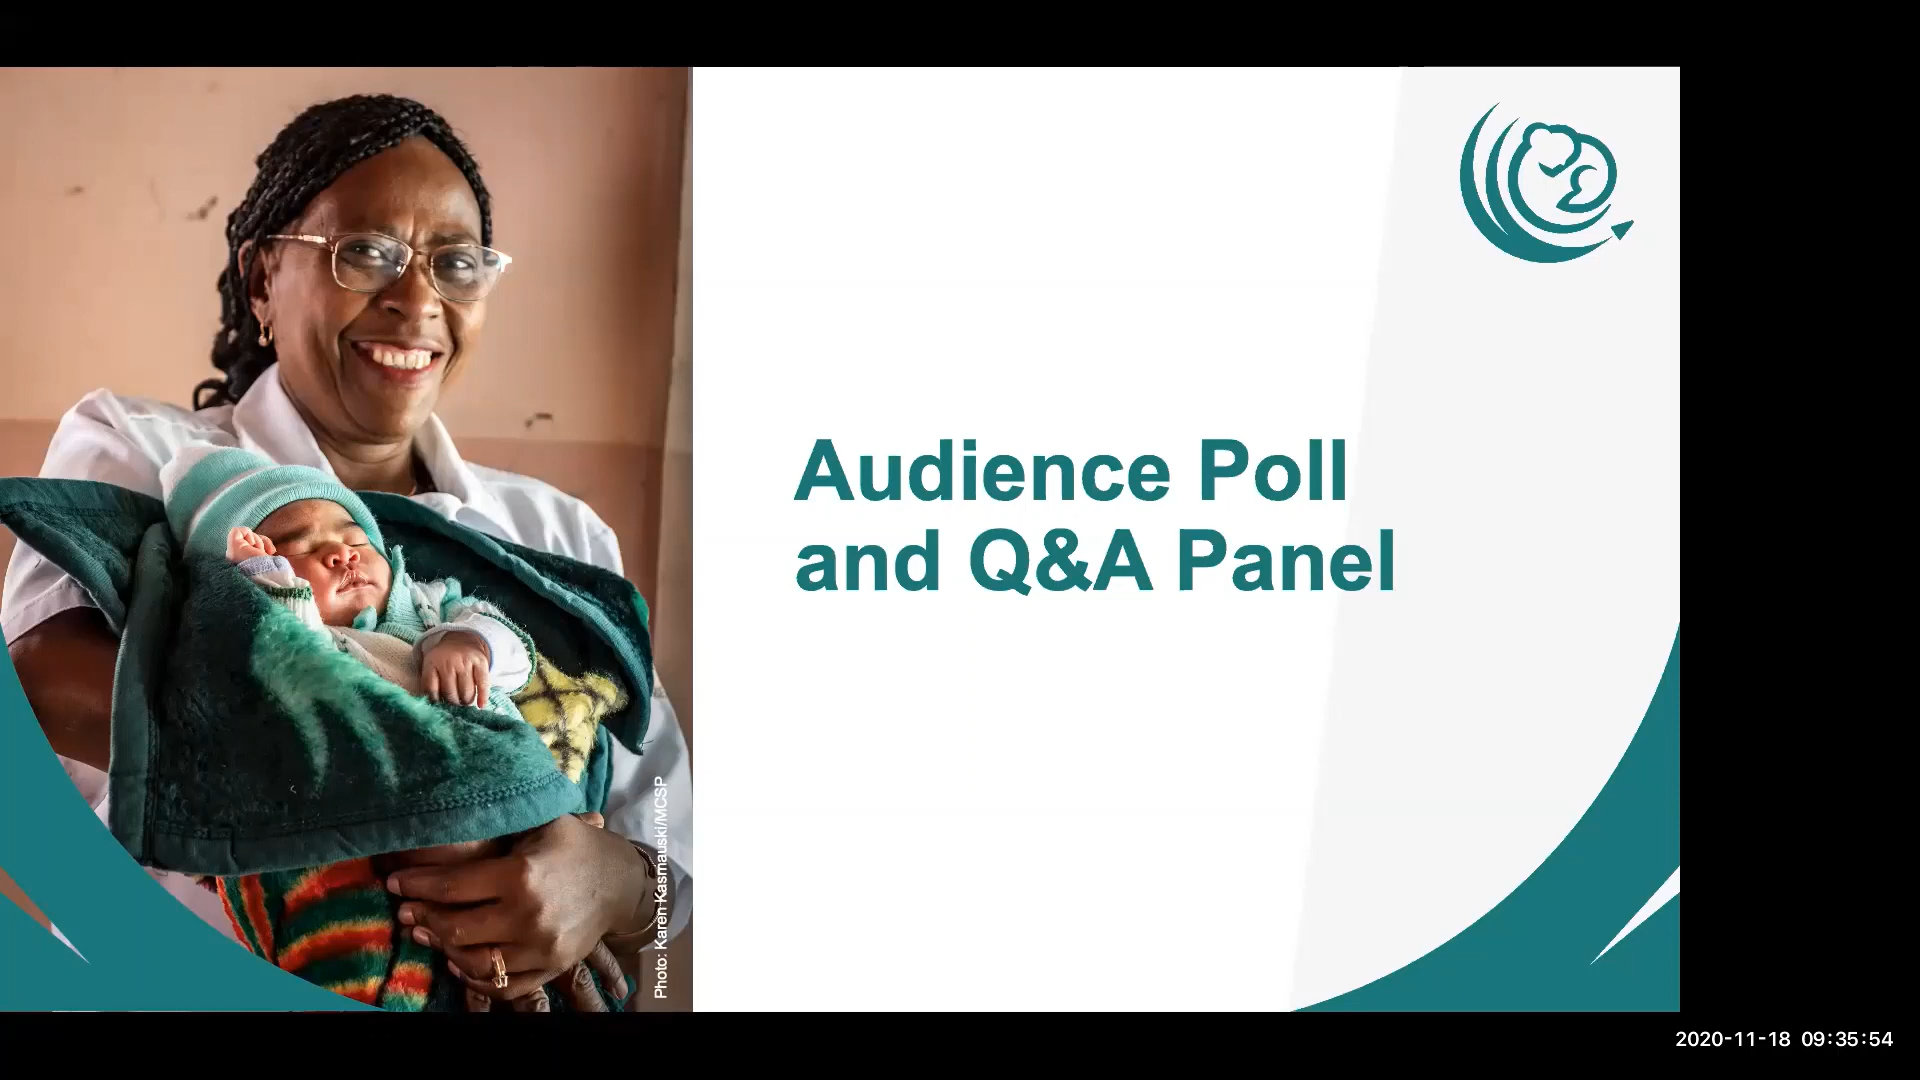 Audience Poll
and Q&A Panel
Photo: Karen Kasmauski/MCSP
2020-11-18 09:35:54